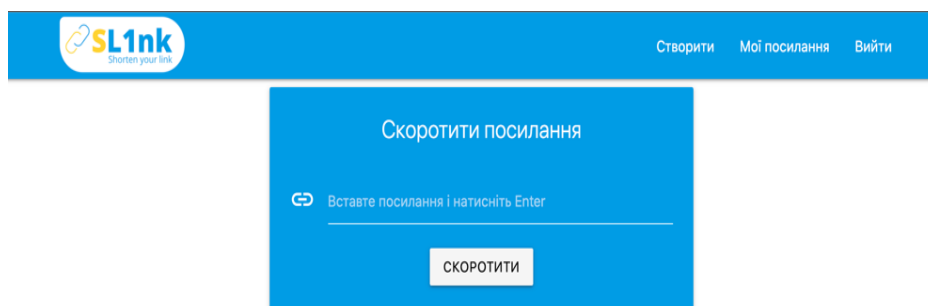 SL1nk
Shorten your link
Створити Мої посилання Вийти
Скоротити посилання
Вставте посилання і натисніть Enter
СКОРОТИТИ